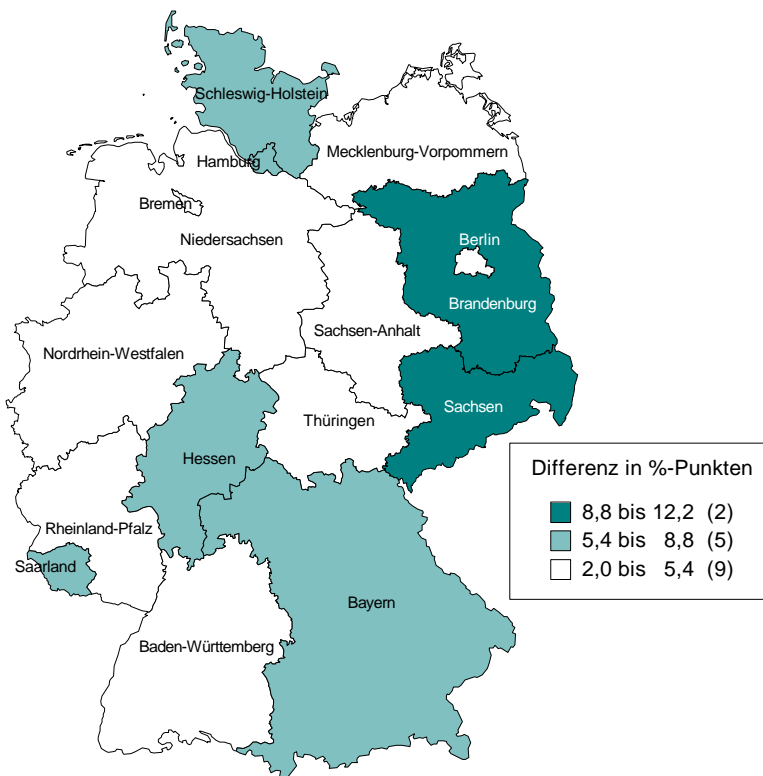 Schleswig-Holstein
Mecklenburg-Vorpommern
Hamburg
Bremen
Niedersachsen
Berlin
Brandenburg
Sachsen-Anhalt
Nordrhein-Westfalen
Sachsen
Thüringen
Hessen
Rheinland-Pfalz
Saarland
Bayern
Baden-Württemberg
Differenz in %-Punkten
8,8 bis 12,2 (2)
5,4 bis 8,8 (5)
2,0 bis 5,4 (9)